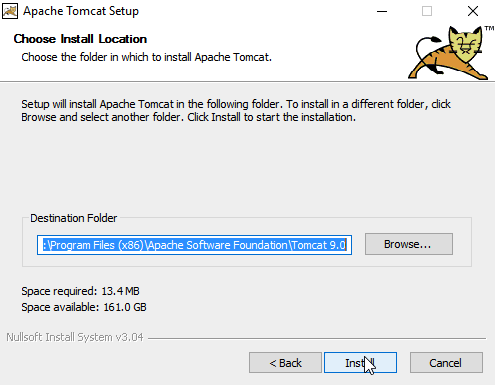 Apache Tomcat Setup
Choose Install Location
Choose the folder in which to install Apache Tomcat.
TM
Setup will install Apache Tomcat in the following folder. To install in a different folder, click
Browse and select another folder. Click Install to start the installation.
Destination Folder
:\Program Files (x86)\Apache Software Foundation\Tomcat 9.0
Browse...
Space required: 13.4 MB
Space available: 161.0 GB
Nullsoft Install System v3.04
< Back
Install
Cancel